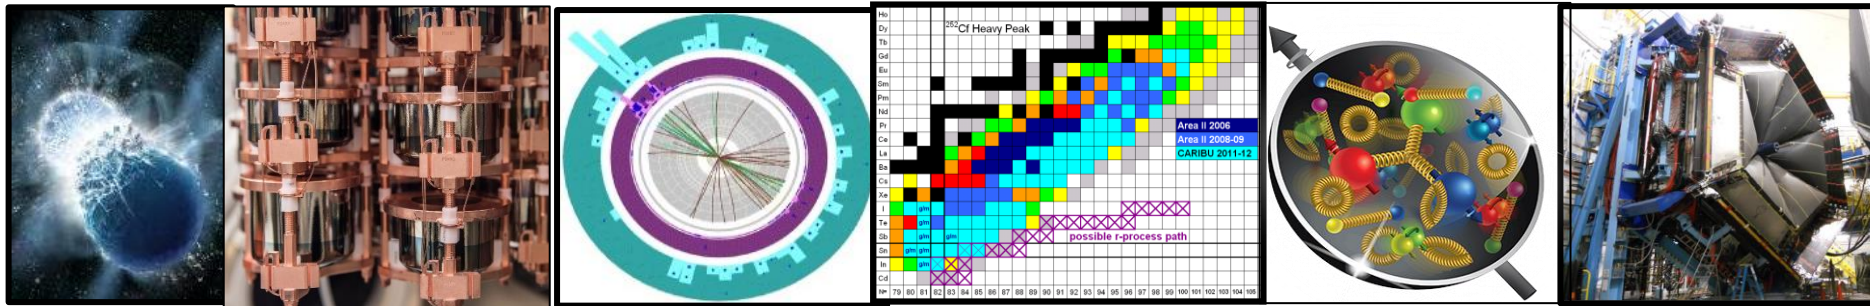 ²⁵²Cf Heavy Peak
Ho
Dy
Tb
Gd
Eu
Sm
Pm
Nd
Pr
Ce
La
Ba
Cs
Xe
I
Te
Sb
Sn
In
Cd
Area II 2006
Area II 2008-09
CARIBU 2011-12
g/m
g/m
g/m g/m
g/m
g/m g/m
g/m
possible r-process path
N= 79 80 81 82 83 84 85 86 87 88 89 90 91 92 93 94 95 96 97 98 99 100 101 102 103 104 105